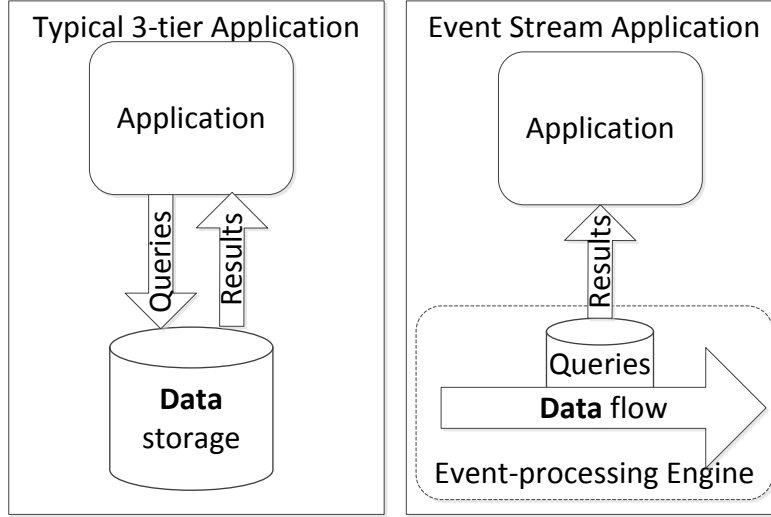 Typical 3-tier Application
Application
Queries
Results
Data
storage
Event Stream Application
Application
Results
Queries
Data flow
Event-processing Engine